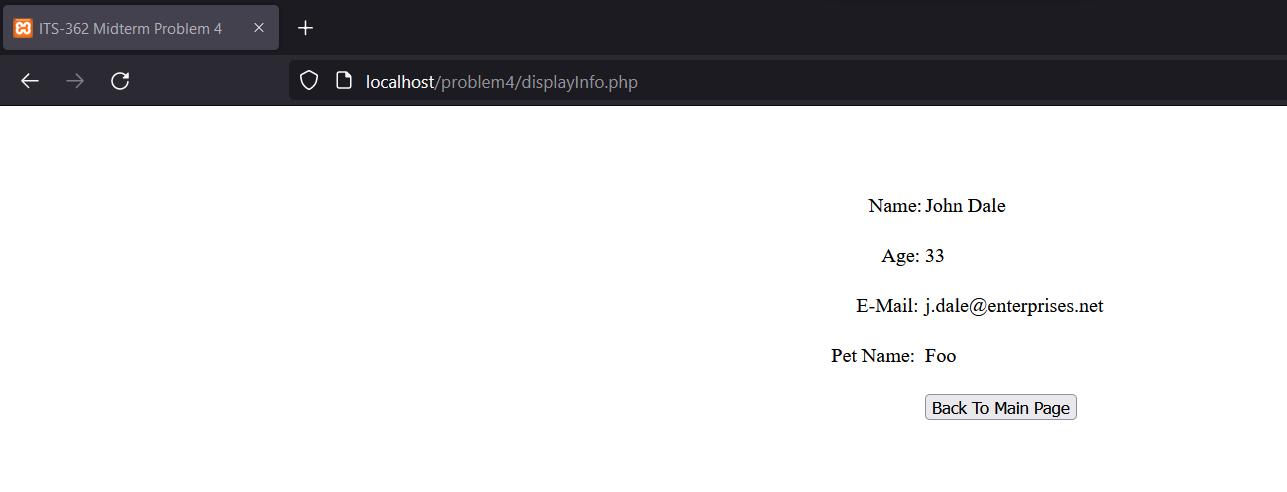 ITS-362 Midterm Problem 4
localhost/problem4/displayInfo.php
Name: John Dale
Age: 33
E-Mail: j.dale@enterprises.net
Pet Name: Foo
Back To Main Page